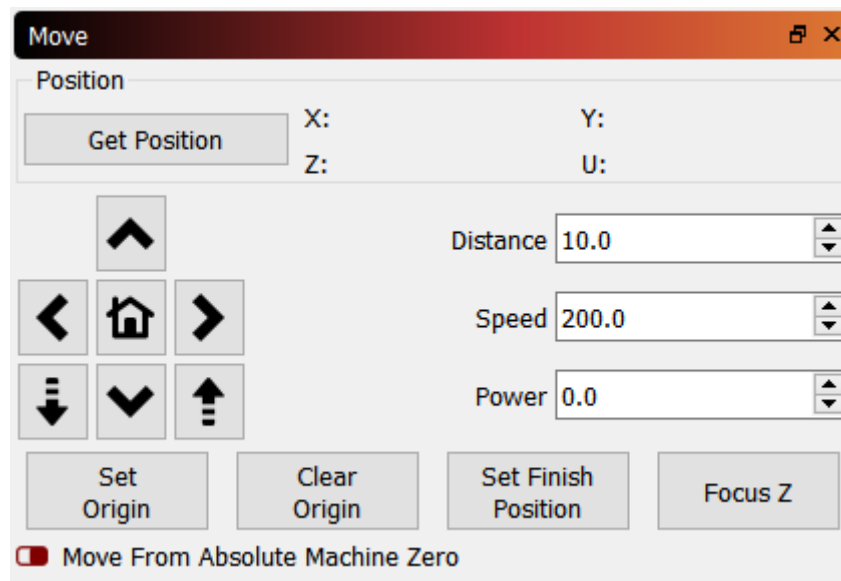 Move
Position
Get Position
X:
Y:
Z:
U:
Distance 10.0
Speed 200.0
Power 0.0
Set
Origin
Clear
Origin
Set Finish
Position
Focus Z
Move From Absolute Machine Zero